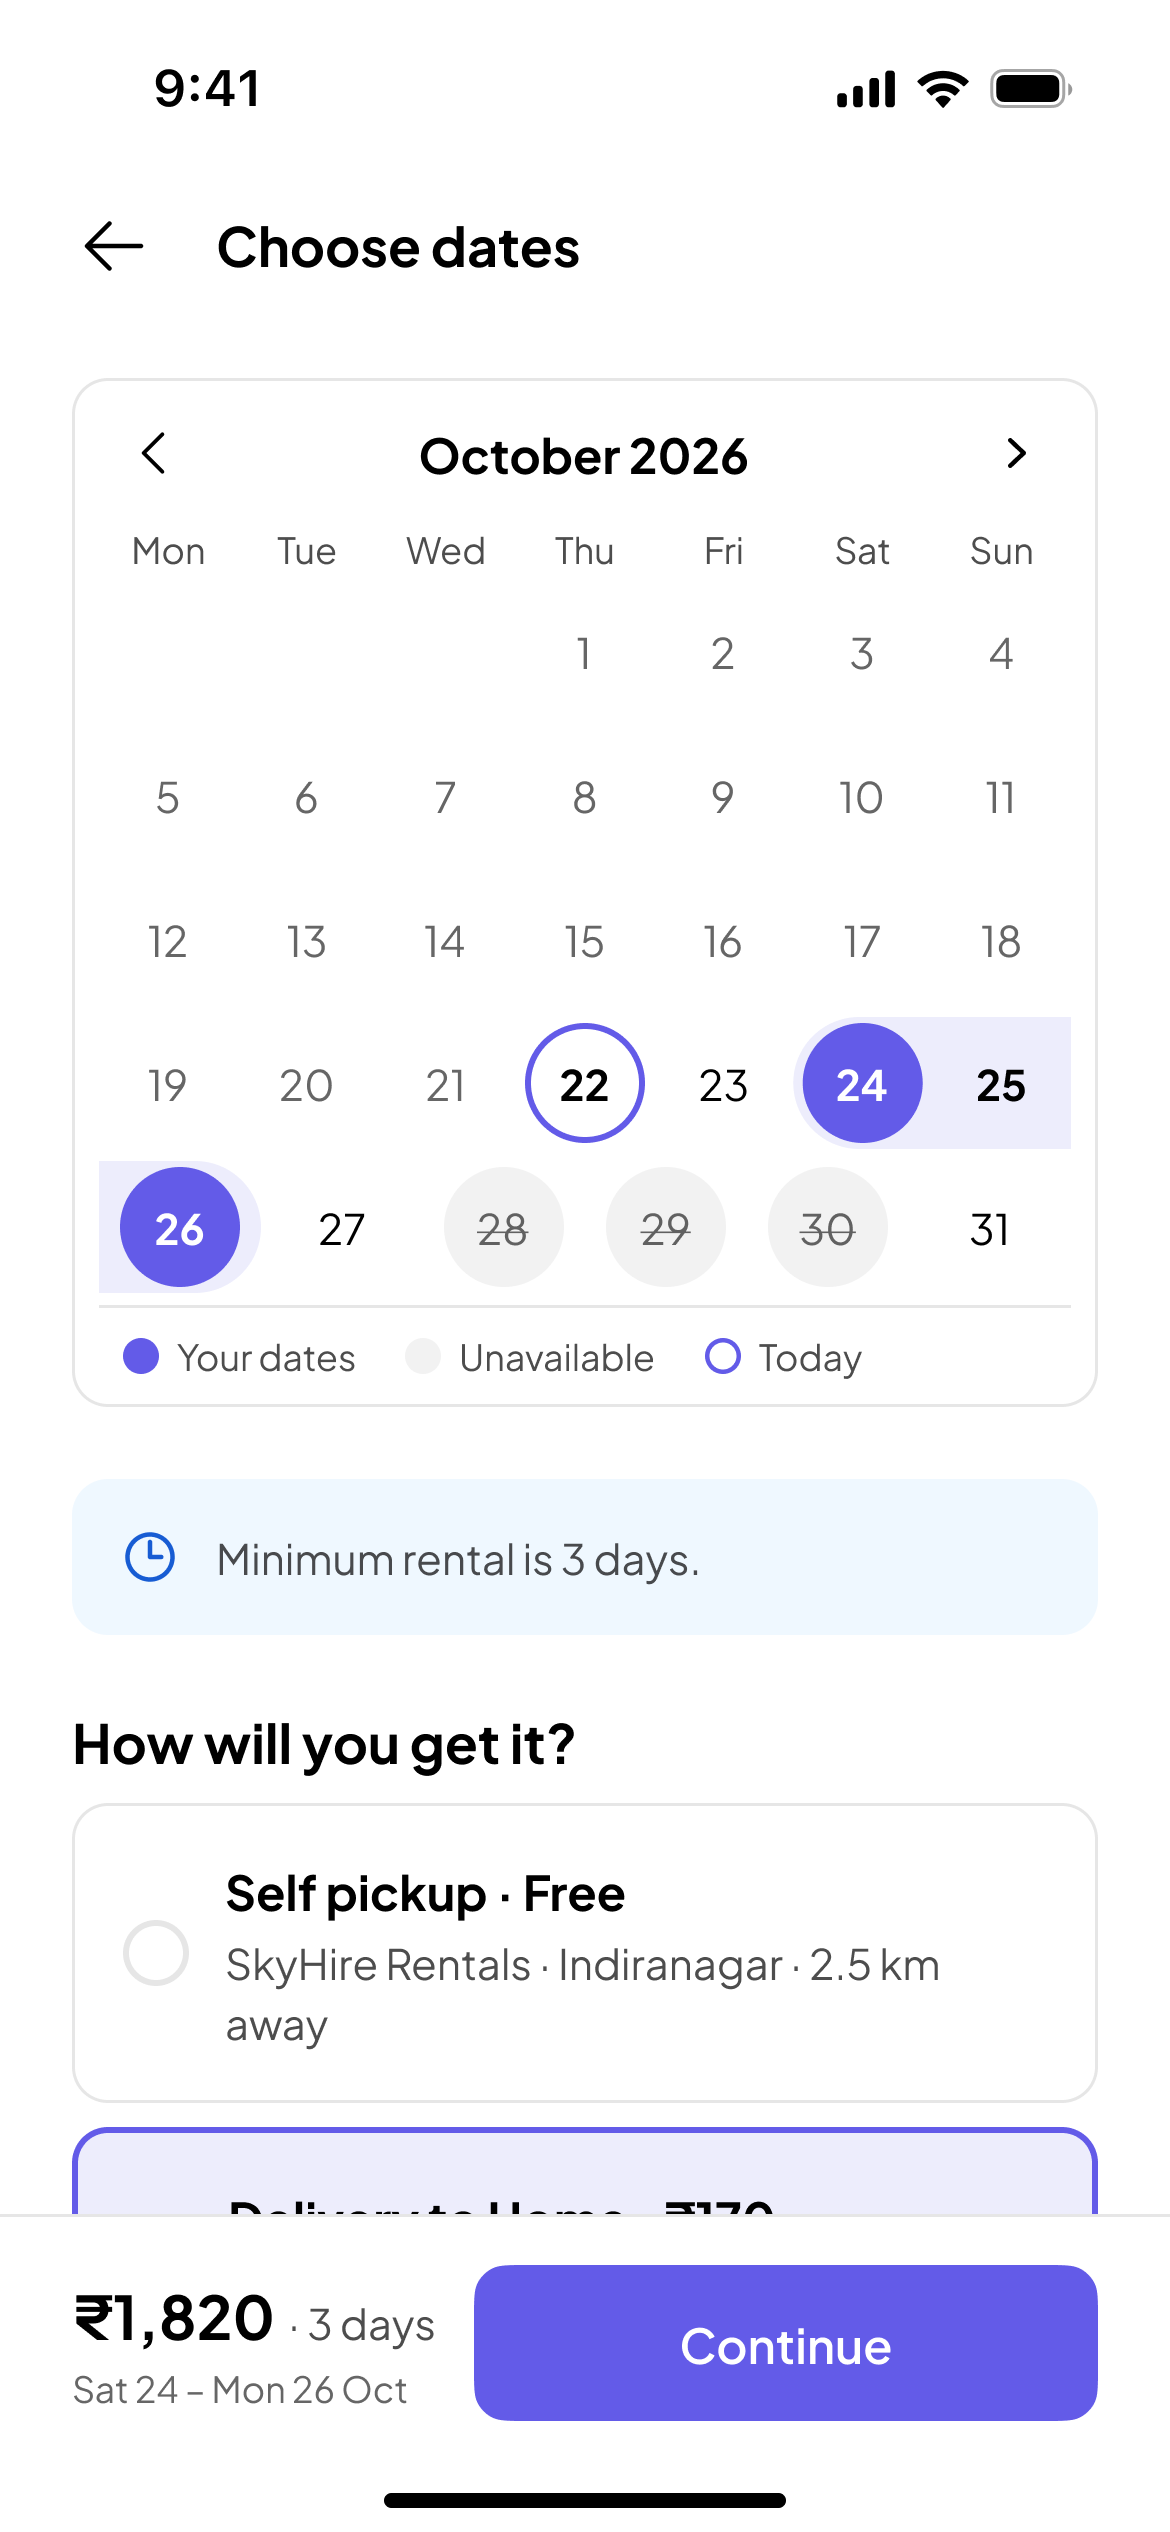 9:41
Choose dates
October 2026
Mon Tue Wed Thu Fri Sat Sun
1 2 3 4
5 6 7 8 9 10 11
12 13 14 15 16 17 18
19 20 21 22 23 24 25
26 27 28 29 30 31
Your dates Unavailable Today
Minimum rental is 3 days.
How will you get it?
Self pickup · Free
SkyHire Rentals · Indiranagar · 2.5 km
away
Delivery to Home · ₹170
₹1,820 · 3 days
Sat 24 – Mon 26 Oct
Continue